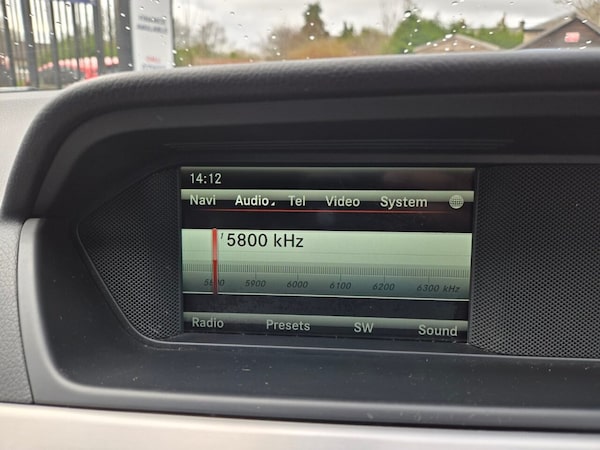 14:12
Navi Audio Tel Video System
5800 kHz
5800 5900 6000 6100 6200 6300 kHz
Radio Presets SW Sound